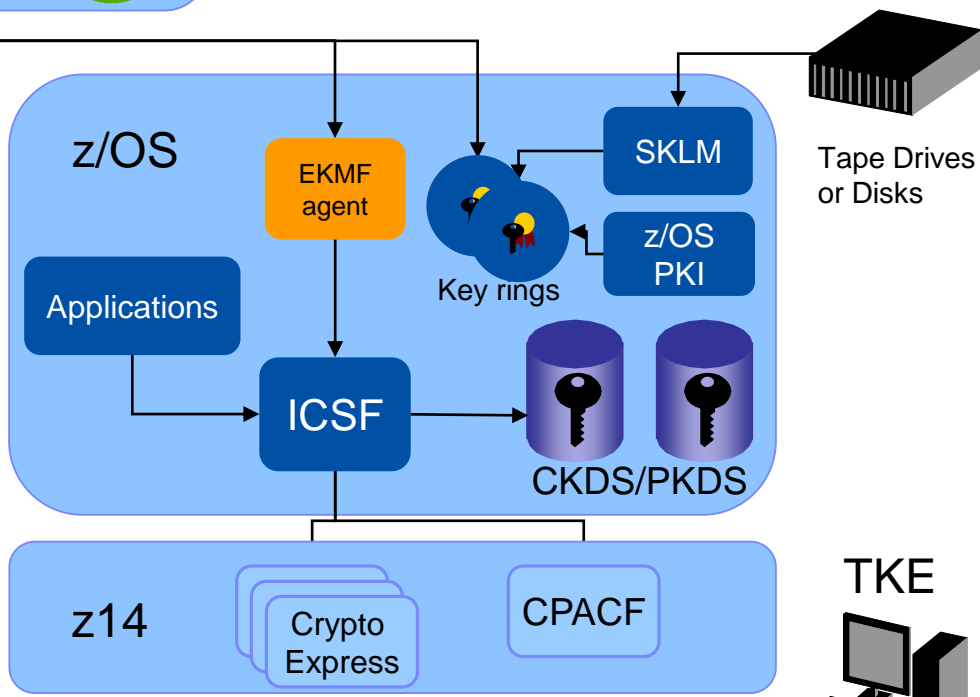 z/OS
EKMF
agent
SKLM
Tape Drives
or Disks
z/OS
PKI
Key rings
Applications
ICSF
CKDS/PKDS
z14
Crypto
Express
CPACF
TKE